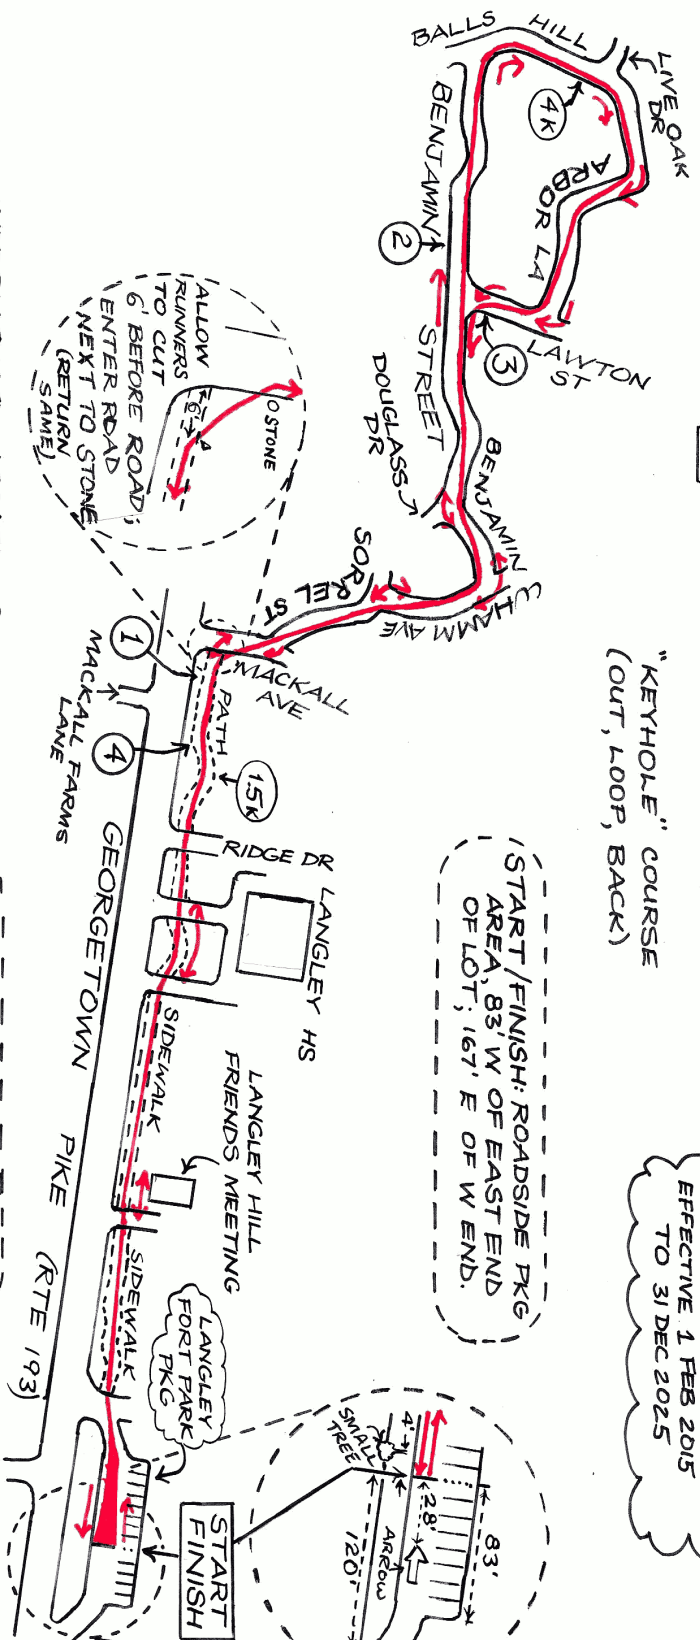 BALLS HILL
LIVE OAK
DR
4K
ARBOR LA
BENJAMIN
STREET
2
3
LAWTON
ST
DOUGLASS
DR
BENJAMIN
WHAMM AVE
SORREL ST
ALLOW
RUNNERS
TO CUT
6' BEFORE ROAD;
ENTER ROAD
NEXT TO STONE
(RETURN
SAME)
6'
O STONE
1
MACKALL
AVE
PATH
MACKALL FARMS
LANE
4
1.5K
RIDGE DR
LANGLEY HS
GEORGETOWN PIKE (RTE 193)
SIDEWALK
LANGLEY HILL
FRIENDS MEETING
SIDEWALK
LANGLEY
FORT PARK
PKG
START
FINISH
SMALL
TREE
4'
28'
83'
ARROW
120'
"KEYHOLE" COURSE
(OUT, LOOP, BACK)
START/FINISH: ROADSIDE PKG
AREA, 83' W OF EAST END
OF LOT; 167' E OF W END.
EFFECTIVE 1 FEB 2015
TO 31 DEC 2025